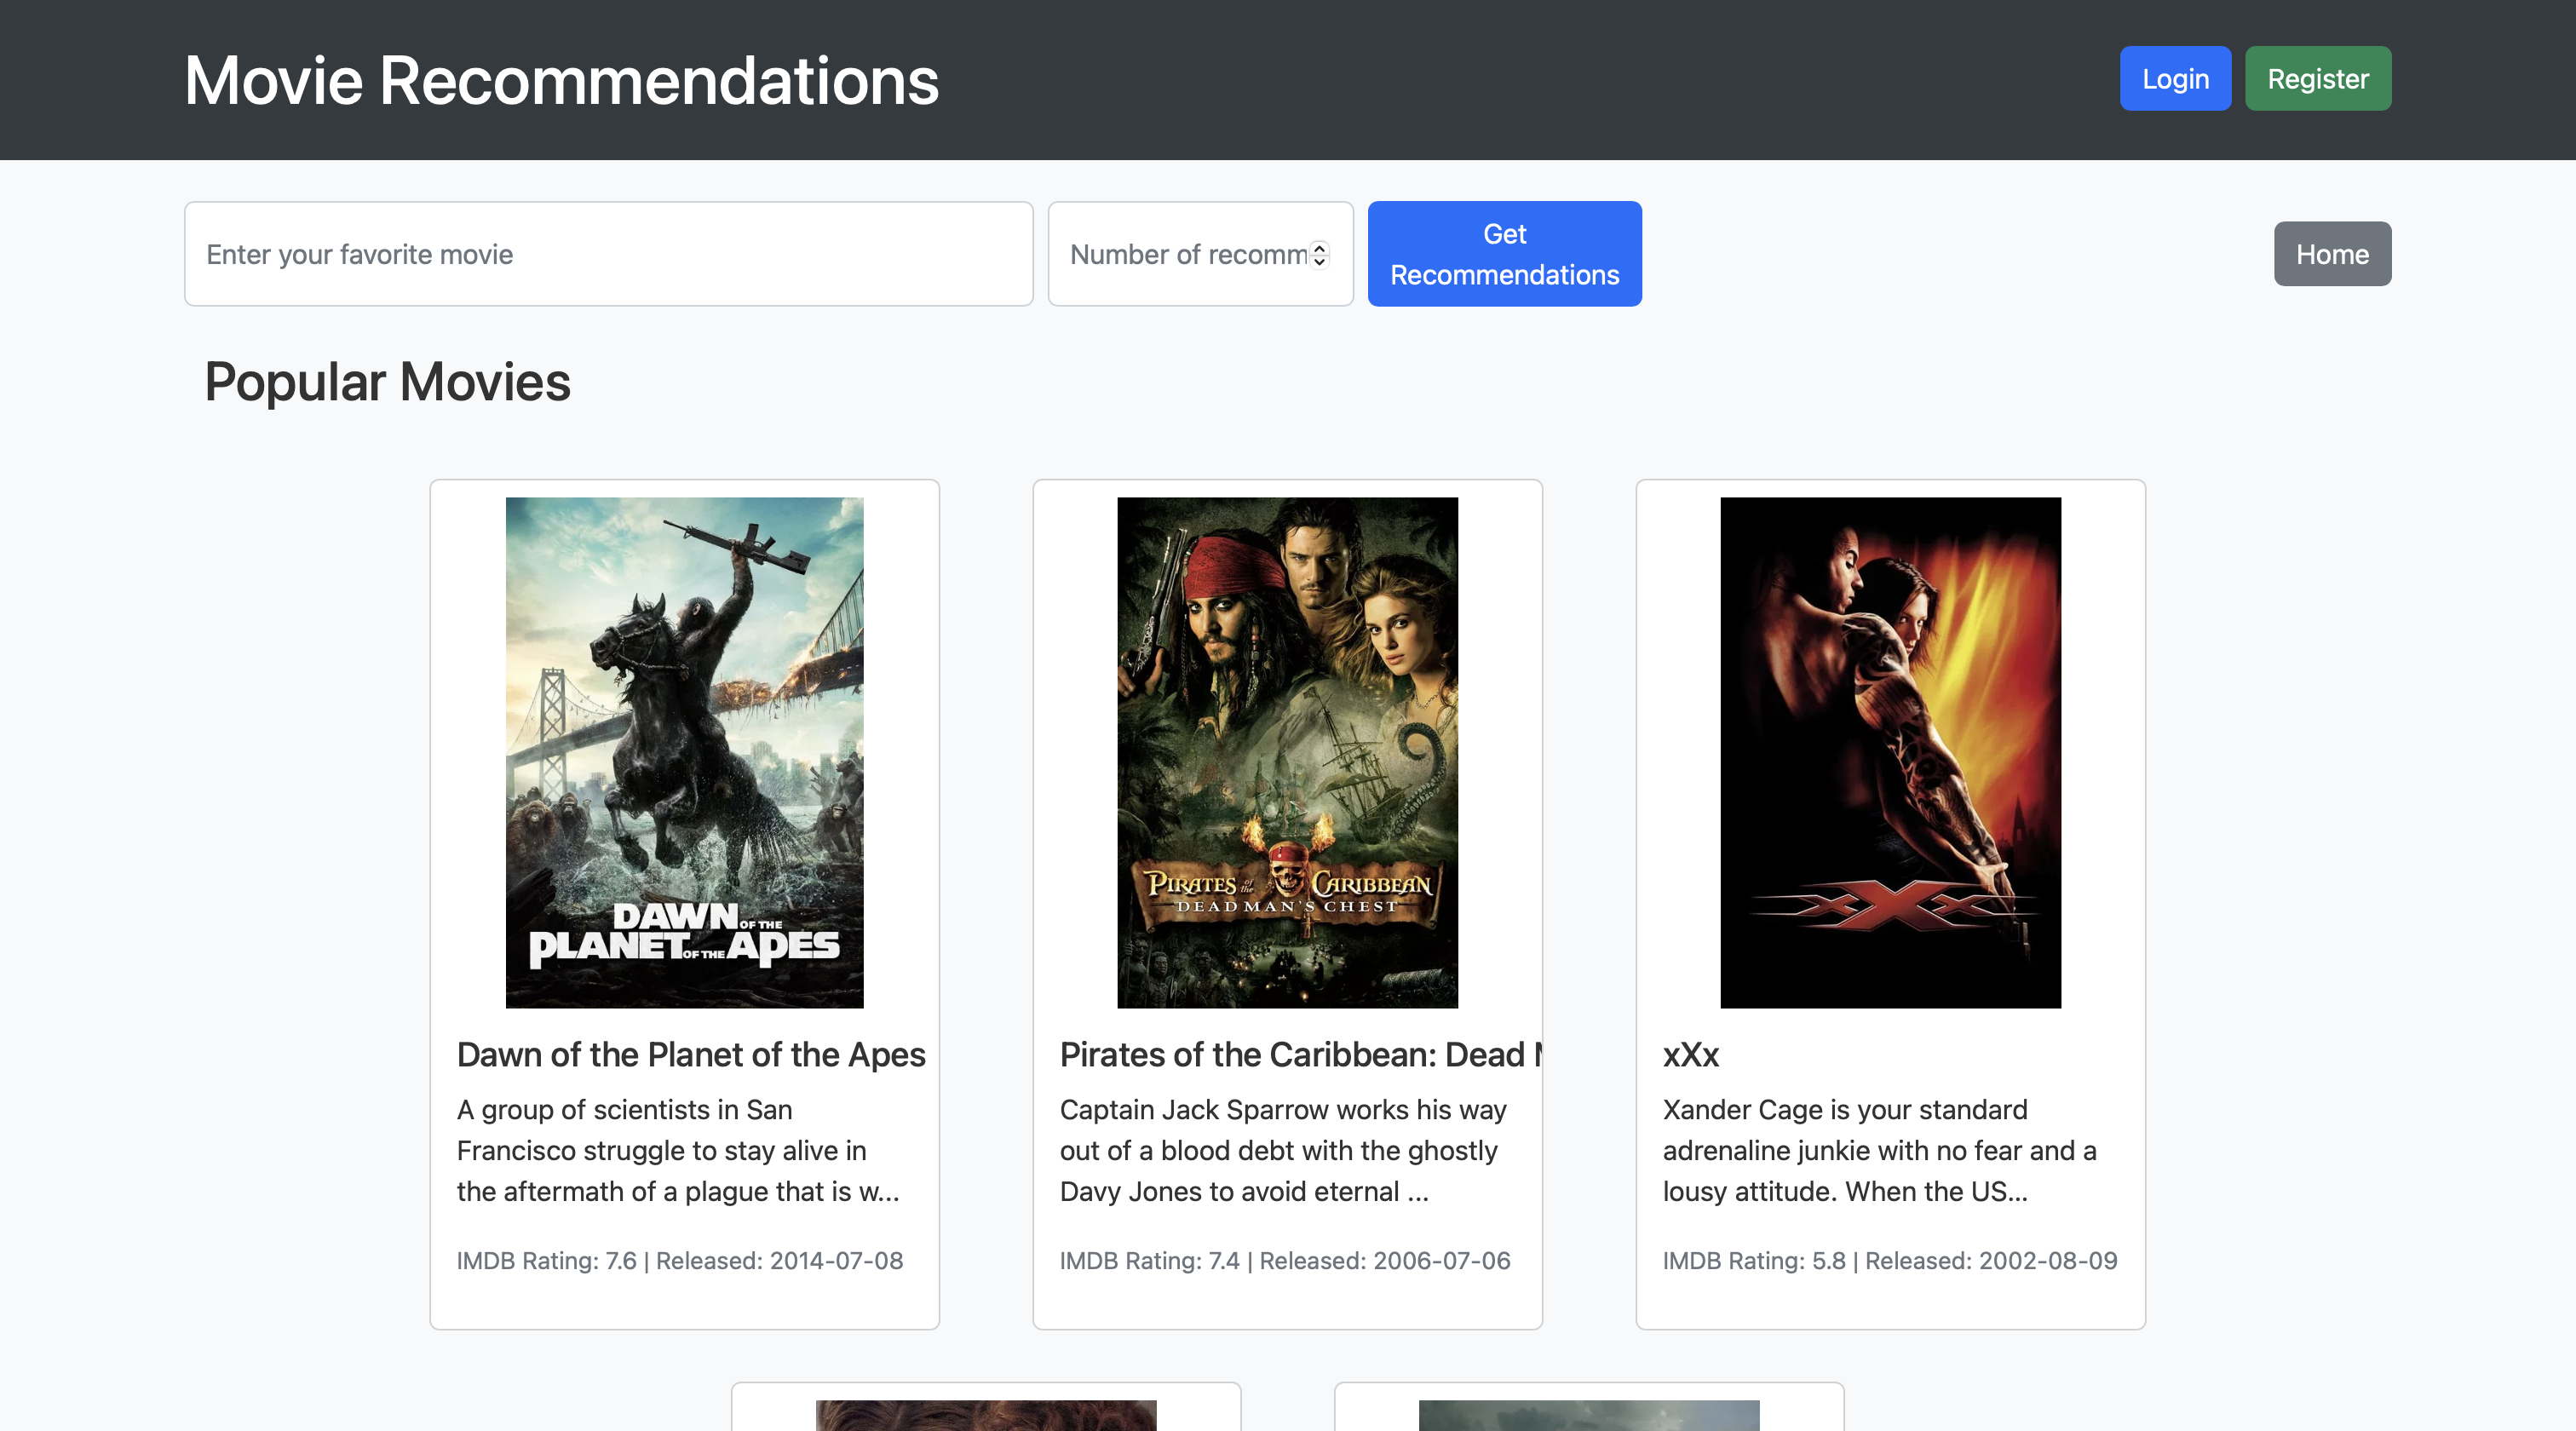 Movie Recommendations
Login
Register
Enter your favorite movie
Number of recomm
Get
Recommendations
Home
Popular Movies
DAWN OF THE
PLANET OF THE APES
PIRATES of the CARIBBEAN
DEAD MAN'S CHEST
xXx
Dawn of the Planet of the Apes
A group of scientists in San
Francisco struggle to stay alive in
the aftermath of a plague that is w...
IMDB Rating: 7.6 | Released: 2014-07-08
Pirates of the Caribbean: Dead
Captain Jack Sparrow works his way
out of a blood debt with the ghostly
Davy Jones to avoid eternal ...
IMDB Rating: 7.4 | Released: 2006-07-06
xXx
Xander Cage is your standard
adrenaline junkie with no fear and a
lousy attitude. When the US...
IMDB Rating: 5.8 | Released: 2002-08-09